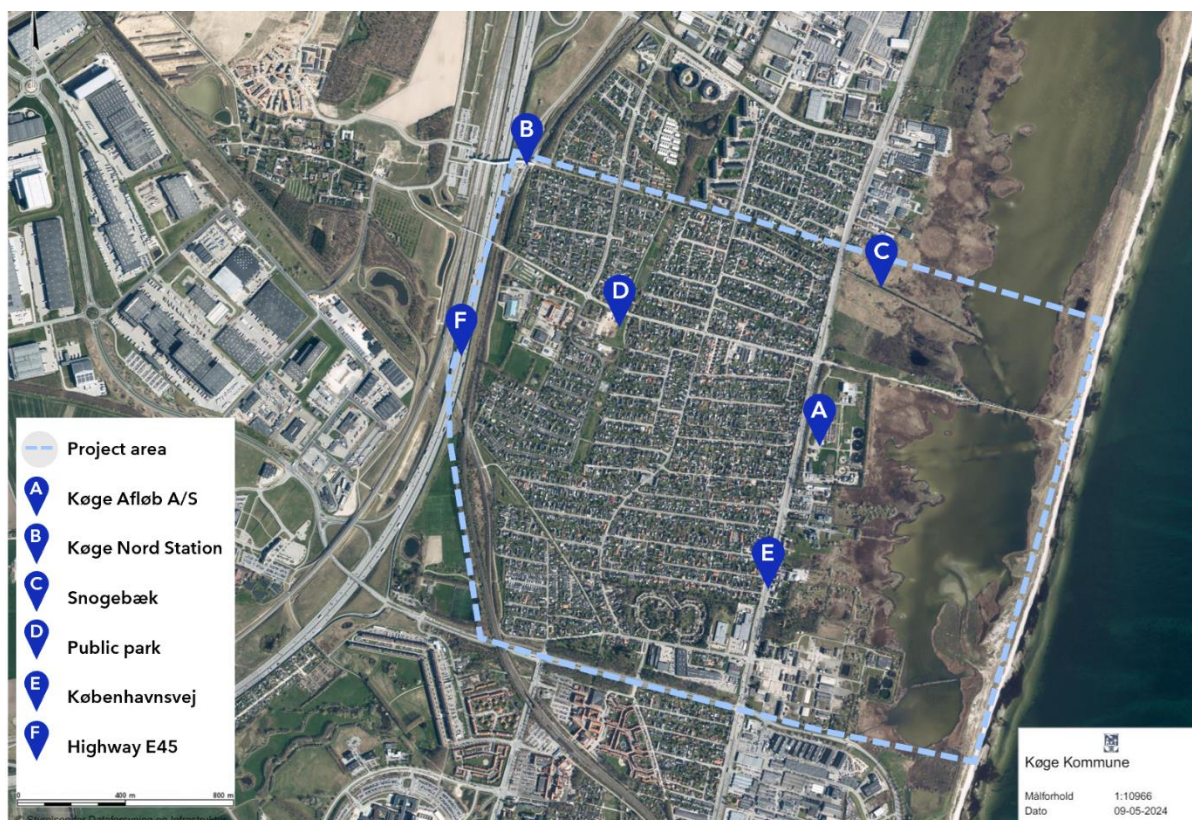 B
C
D
F
A
E
Project area
A Køge Afløb A/S
B Køge Nord Station
C Snogebæk
D Public park
E Københavnsvej
F Highway E45
400 m 800 m
Køge Kommune
Målforhold 1:10966
Dato 09-05-2024